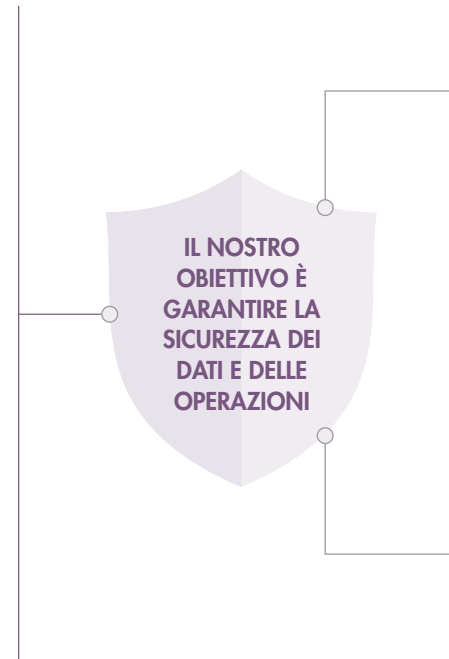 IL NOSTRO
OBIETTIVO È
GARANTIRE LA
SICUREZZA DEI
DATI E DELLE
OPERAZIONI